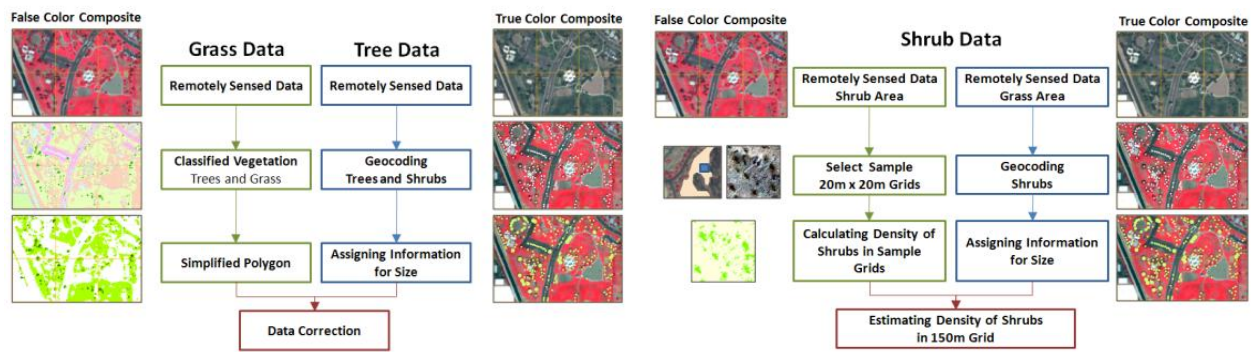 False Color Composite
Grass Data
Tree Data
True Color Composite
Remotely Sensed Data
Remotely Sensed Data
Classified Vegetation
Trees and Grass
Geocoding
Trees and Shrubs
Simplified Polygon
Assigning Information
for Size
Data Correction
False Color Composite
Shrub Data
True Color Composite
Remotely Sensed Data
Shrub Area
Remotely Sensed Data
Grass Area
Select Sample
20m x 20m Grids
Geocoding
Shrubs
Calculating Density of
Shrubs in Sample
Grids
Assigning Information
for Size
Estimating Density of Shrubs
in 150m Grid